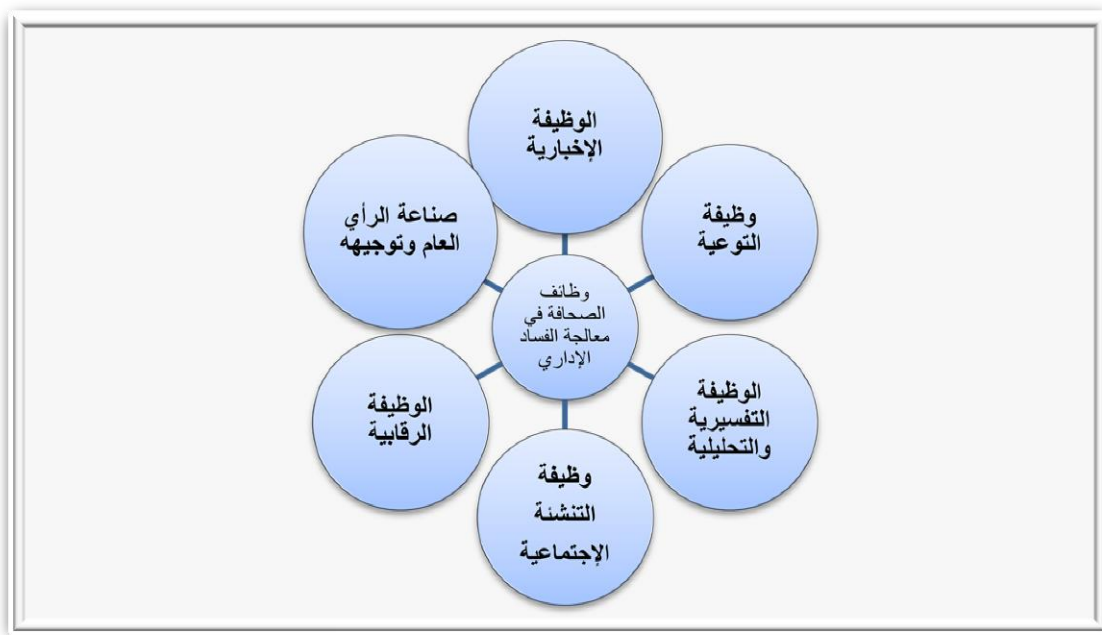 الوظيفة
الإخبارية
وظيفة
التوعية
الوظيفة
التفسيرية
والتحليلية
وظيفة
التنشئة
الإجتماعية
الوظيفة
الرقابية
صناعة الرأي
العام وتوجيهه
وظائف
الصحافة في
معالجة الفساد
الإداري